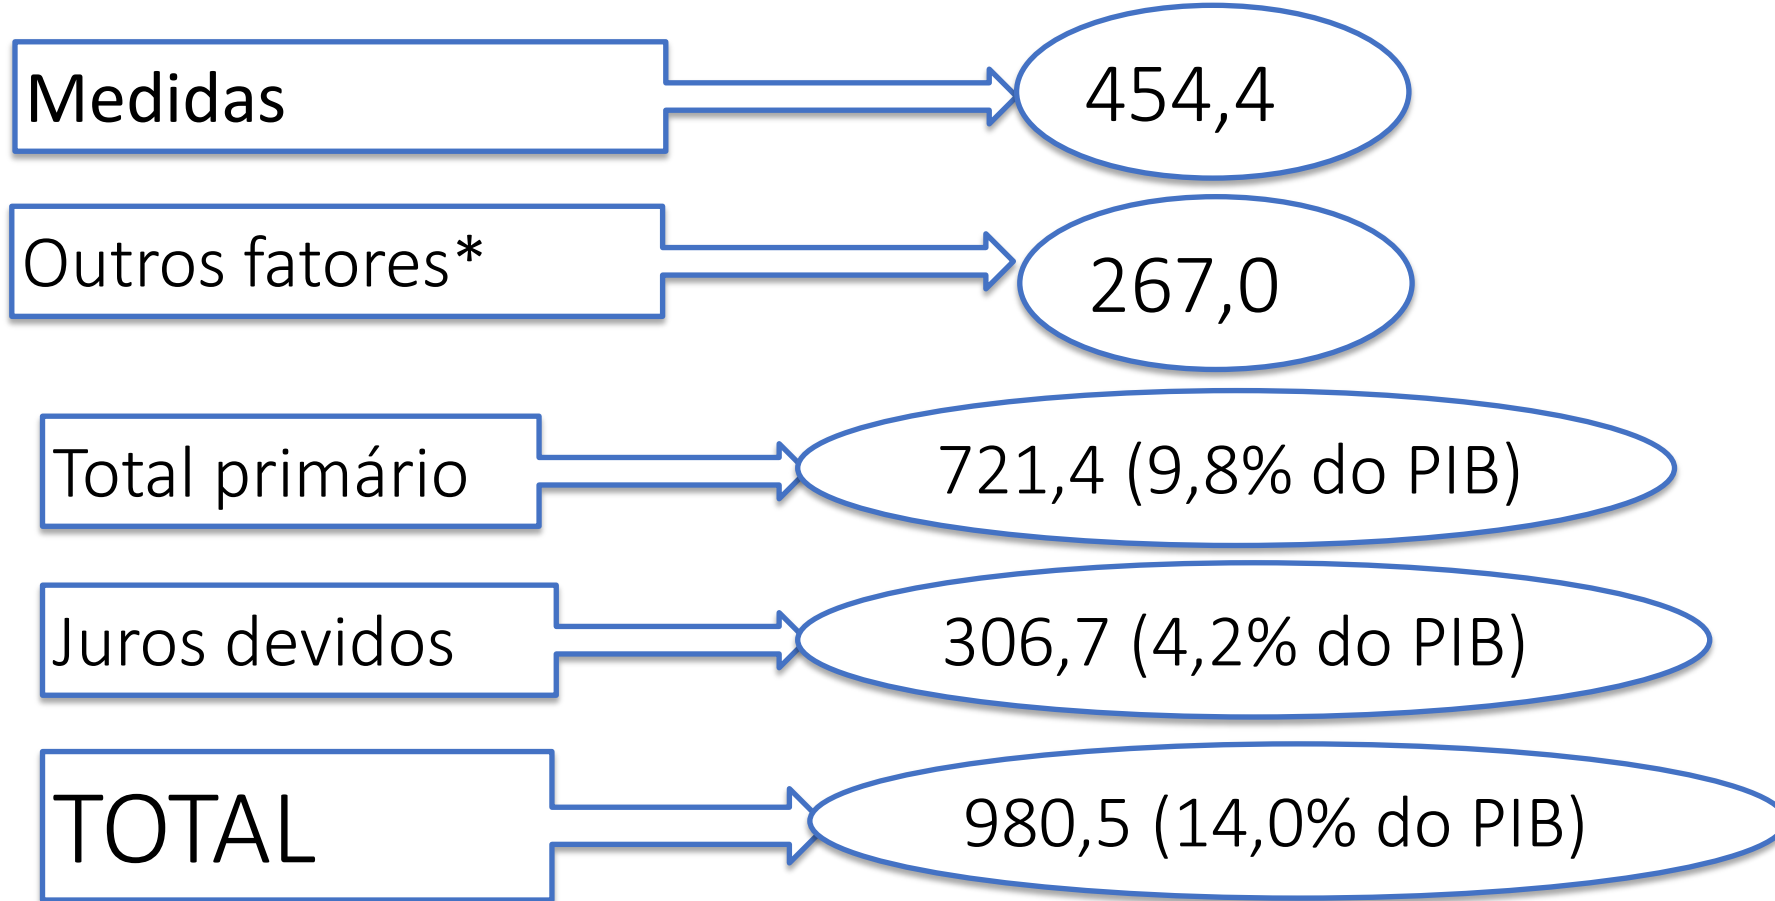 Medidas 454,4
Outros fatores* 267,0
Total primário 721,4 (9,8% do PIB)
Juros devidos 306,7 (4,2% do PIB)
TOTAL 980,5 (14,0% do PIB)